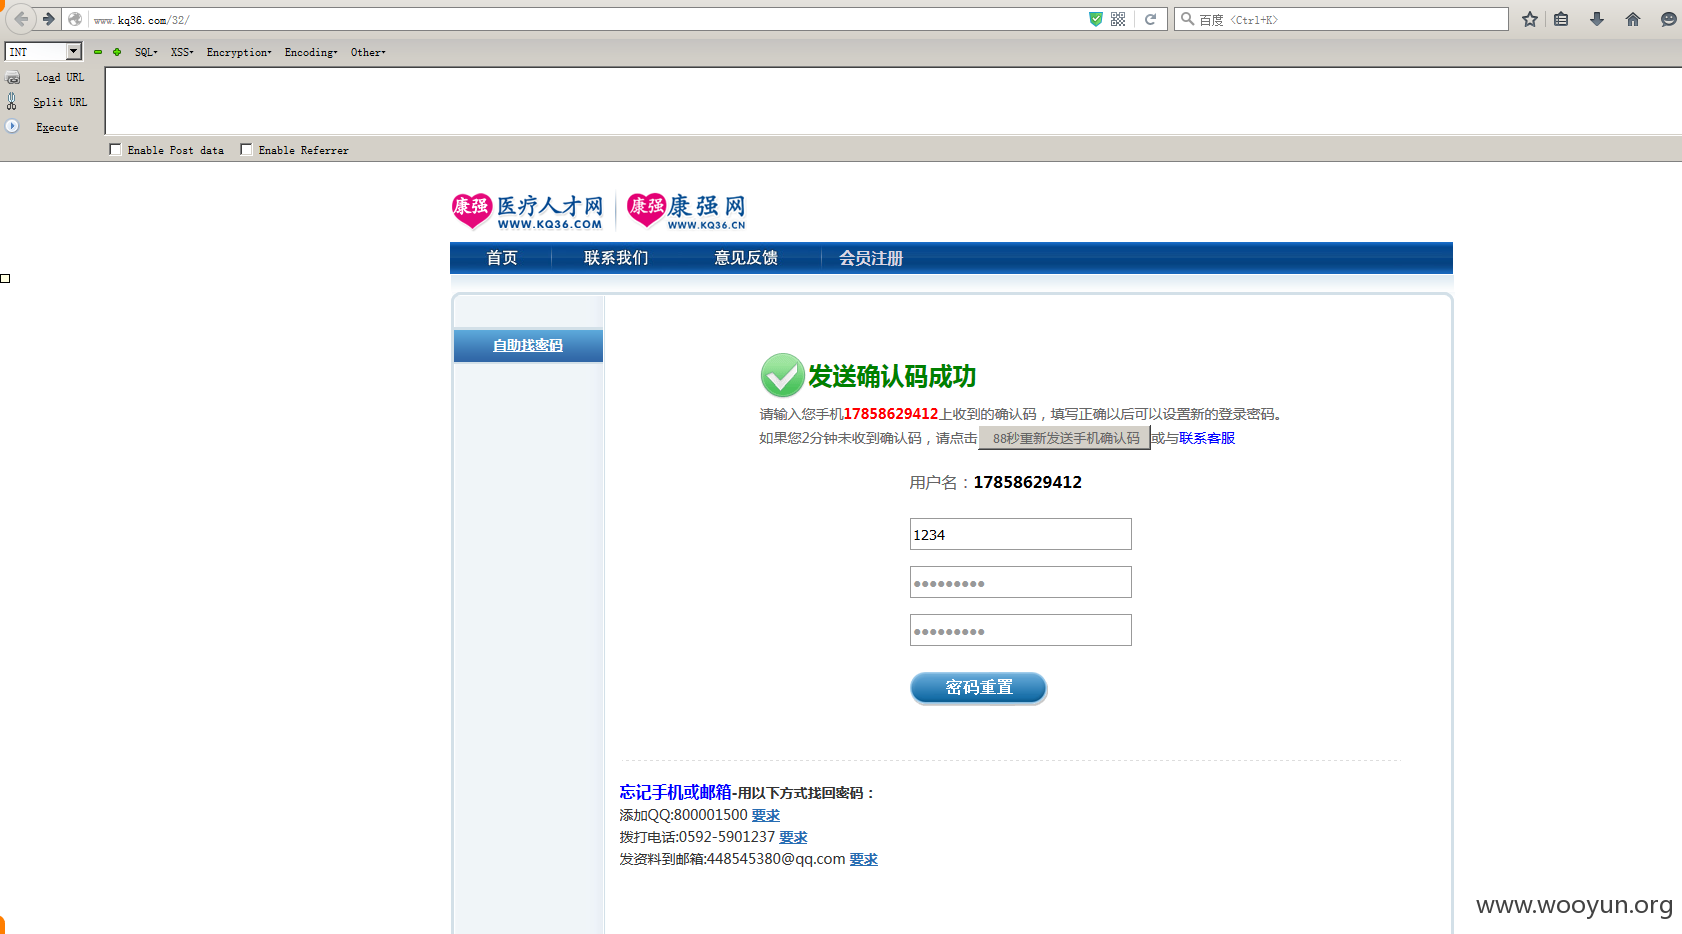 www.kq36.com/32/
百度 <Ctrl+K>
INT
SQL XSS Encryption Encoding Other
Load URL
Split URL
Execute
Enable Post data Enable Referrer
康强 医疗人才网 WWW.KQ36.COM
康强 康强网 WWW.KQ36.CN
首页 联系我们 意见反馈 会员注册
自助找密码
发送确认码成功
请输入您手机17858629412上收到的确认码，填写正确以后可以设置新的登录密码。
如果您2分钟未收到确认码，请点击 88秒重新发送手机确认码 或与联系客服
用户名：17858629412
1234
●●●●●●●●●
●●●●●●●●●
密码重置
忘记手机或邮箱-用以下方式找回密码：
添加QQ:800001500 要求
拨打电话:0592-5901237 要求
发资料到邮箱:448545380@qq.com 要求
www.wooyun.org